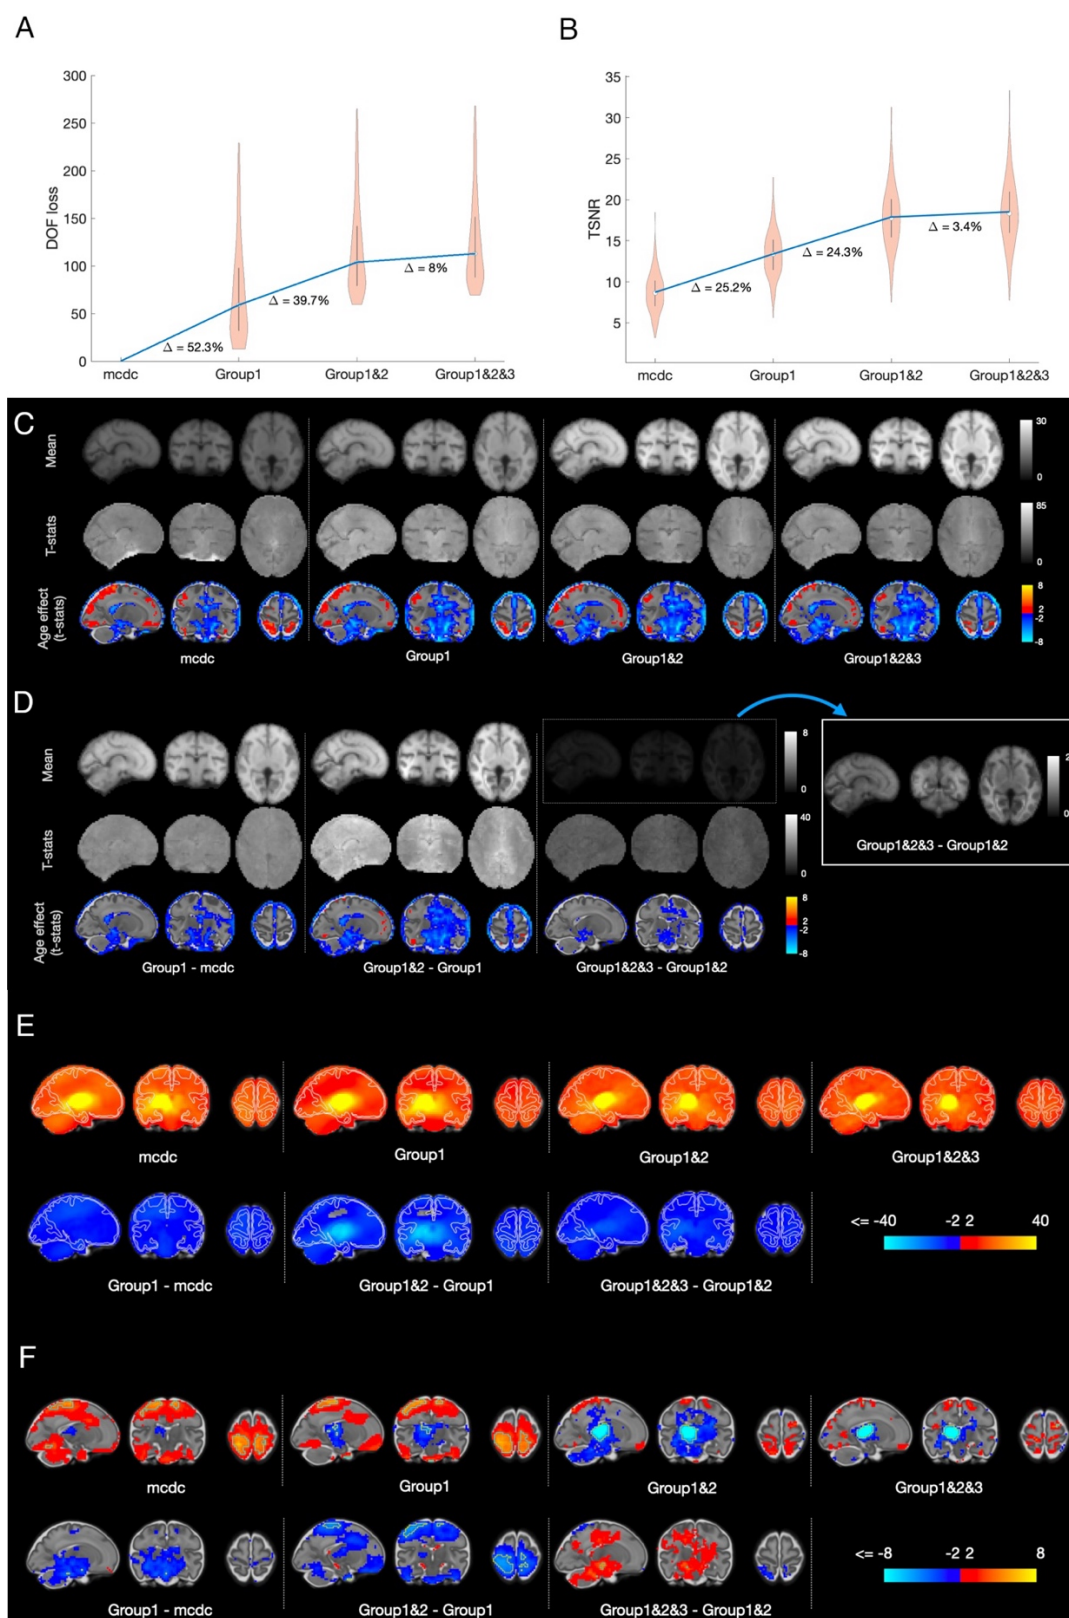 A
B
300
250
200
150
100
50
0
DOF loss
Δ = 52.3%
Δ = 39.7%
Δ = 8%
mcdc
Group1
Group1&2
Group1&2&3
35
30
25
20
15
10
5
TSNR
Δ = 25.2%
Δ = 24.3%
Δ = 3.4%
mcdc
Group1
Group1&2
Group1&2&3
C
Mean
30
0
T-stats
85
0
Age effect
(t-stats)
8
2
-2
-8
mcdc
Group1
Group1&2
Group1&2&3
D
Mean
8
0
2
0
Group1&2&3 - Group1&2
T-stats
40
0
Age effect
(t-stats)
8
2
-2
-8
Group1 - mcdc
Group1&2 - Group1
Group1&2&3 - Group1&2
E
mcdc
Group1
Group1&2
Group1&2&3
<= -40 -2 2 40
Group1 - mcdc
Group1&2 - Group1
Group1&2&3 - Group1&2
F
mcdc
Group1
Group1&2
Group1&2&3
<= -8 -2 2 8
Group1 - mcdc
Group1&2 - Group1
Group1&2&3 - Group1&2